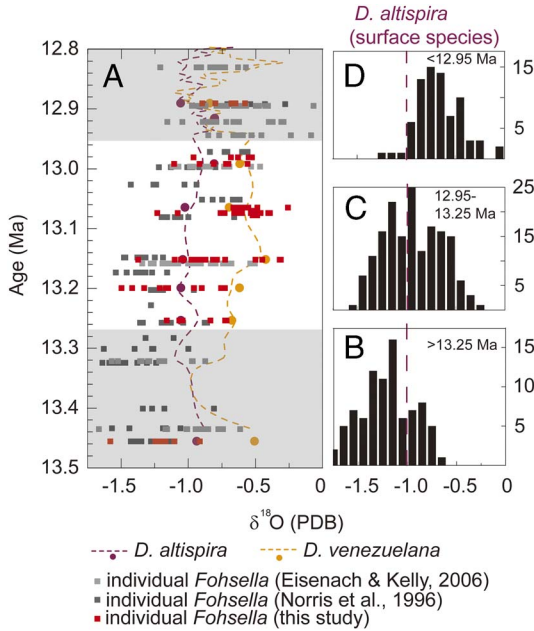 D. altispira
(surface species)
A
12.8
12.9
13.0
13.1
13.2
13.3
13.4
13.5
Age (Ma)
-1.5 -1.0 -0.5 0
D
<12.95 Ma
15
10
5
C
12.95-
13.25 Ma
25
15
5
B
>13.25 Ma
15
10
5
-1.5 -1.0 -0.5 0
δ18O (PDB)
D. altispira D. venezuelana
individual Fohsella (Eisenach & Kelly, 2006)
individual Fohsella (Norris et al., 1996)
individual Fohsella (this study)